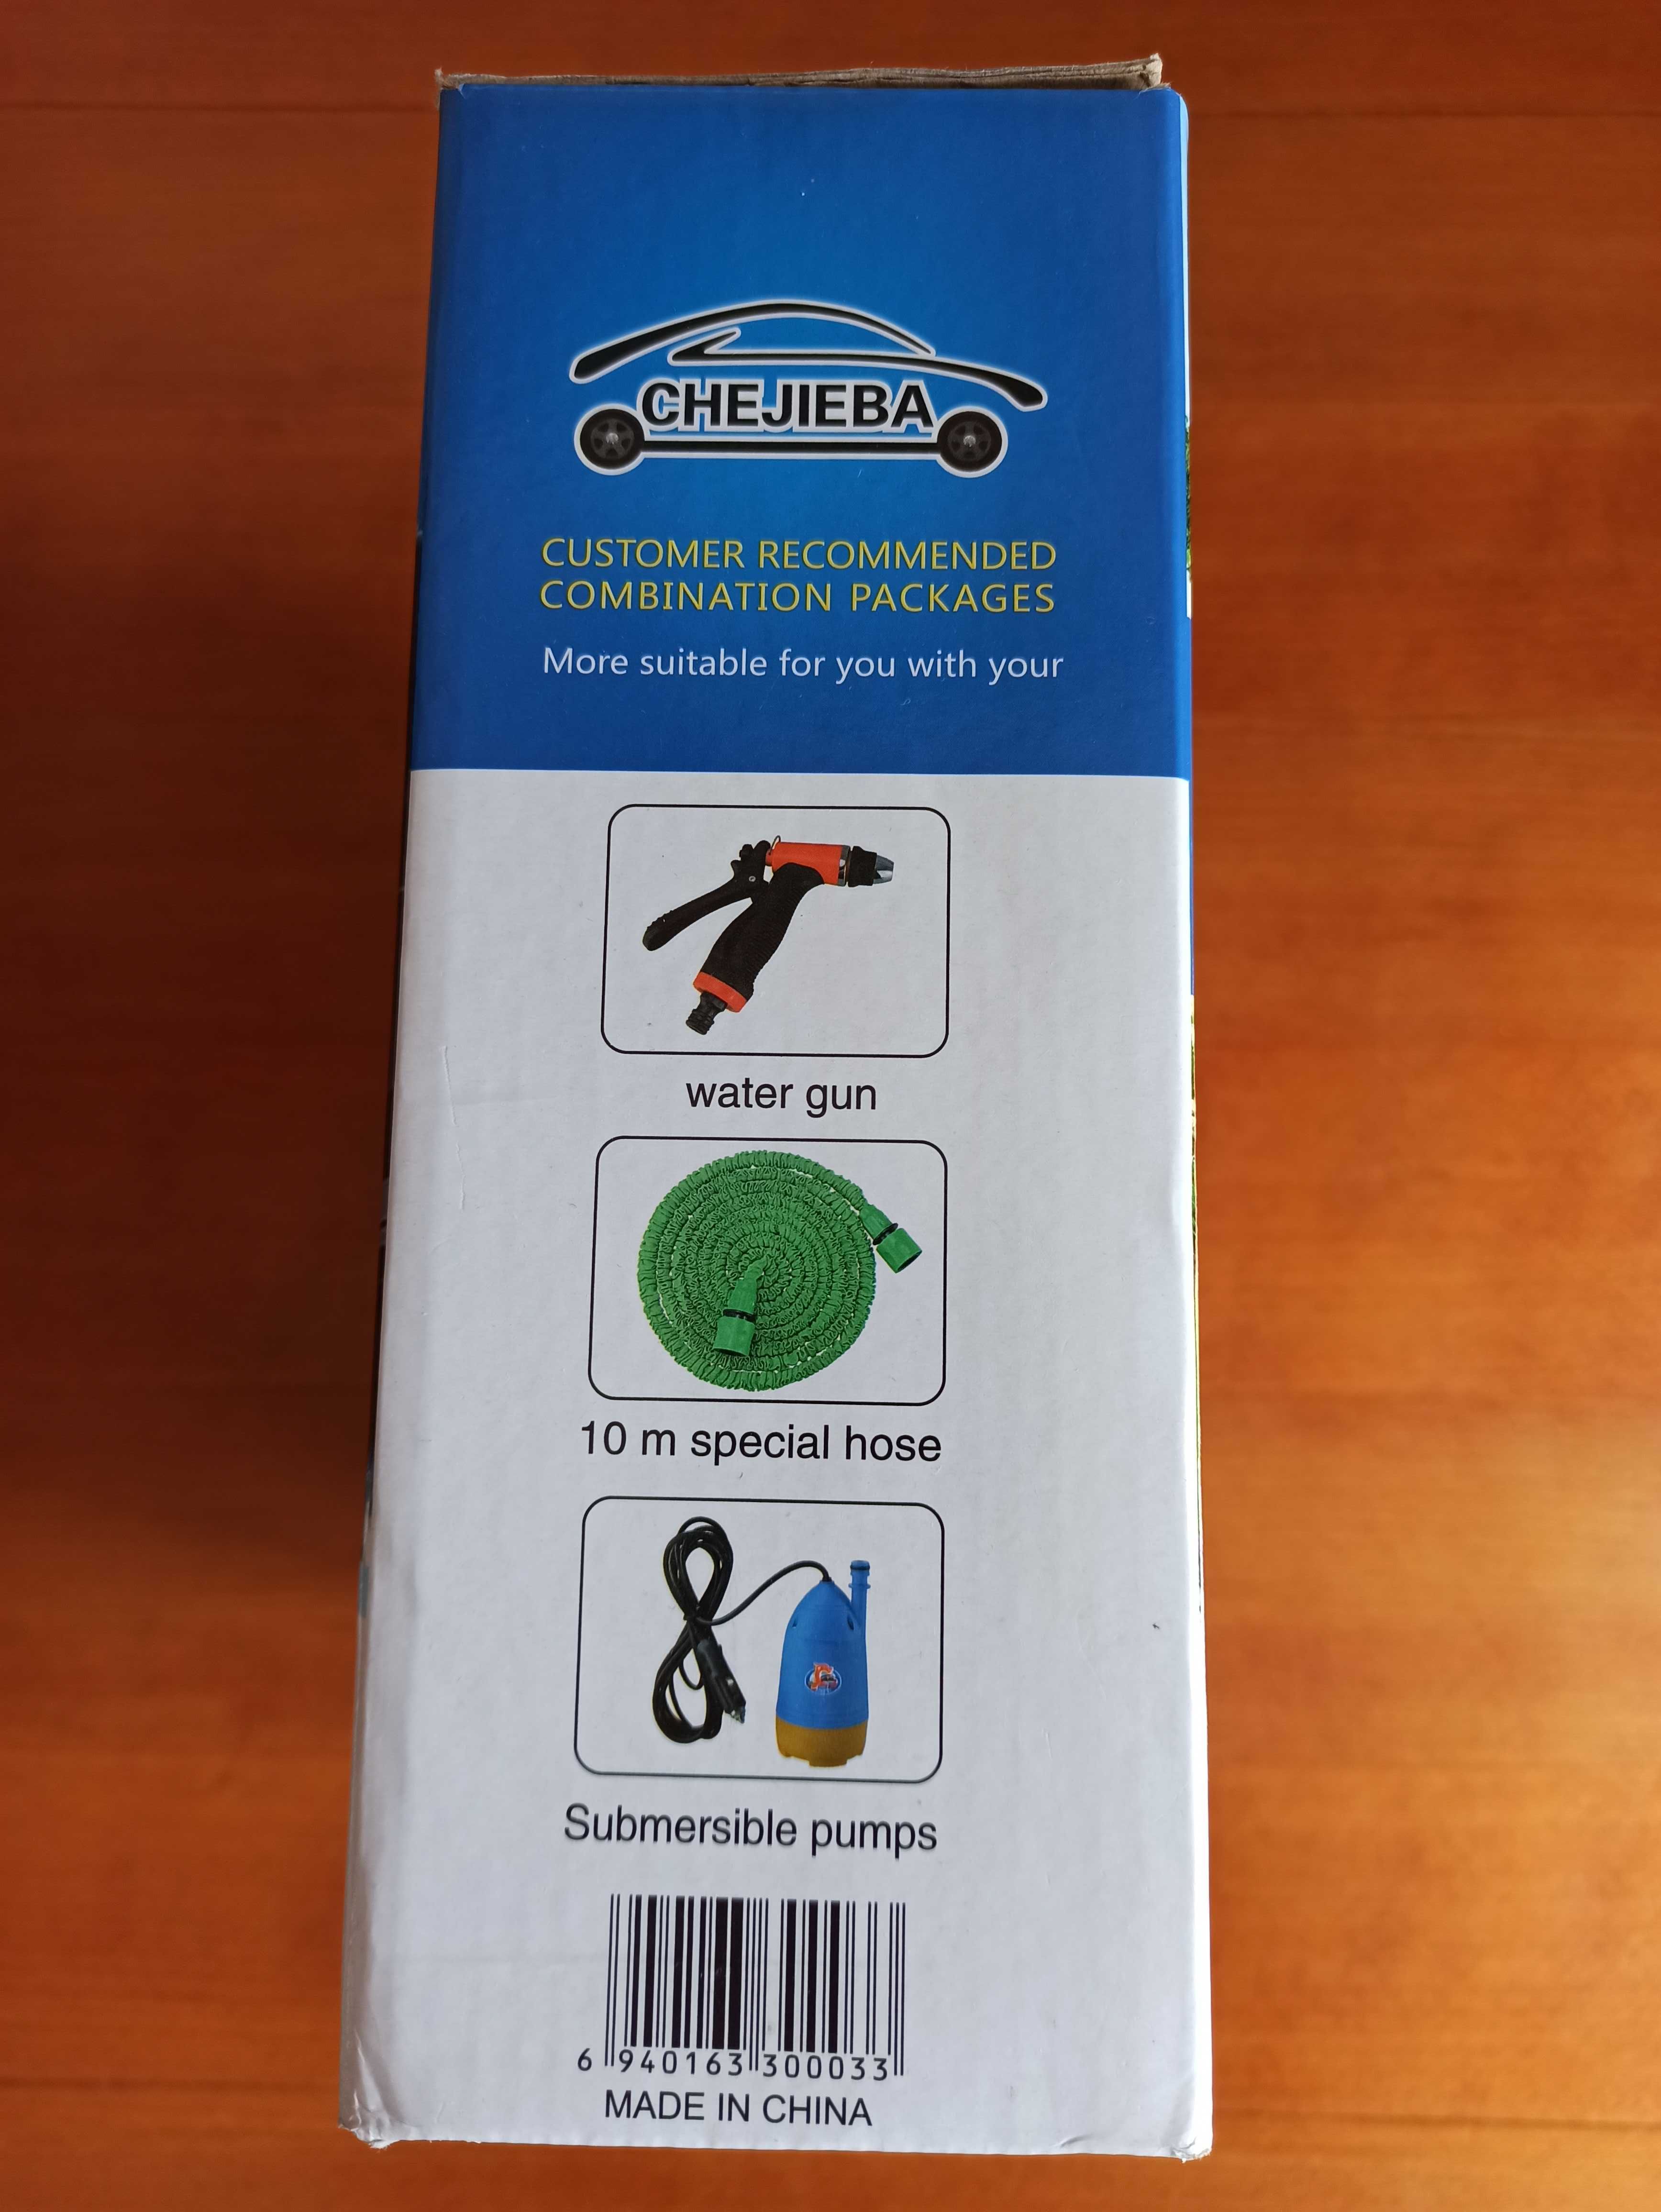 CHEJIEBA
CUSTOMER RECOMMENDED
COMBINATION PACKAGES
More suitable for you with your
water gun
10 m special hose
Submersible pumps
6 940163 300033
MADE IN CHINA